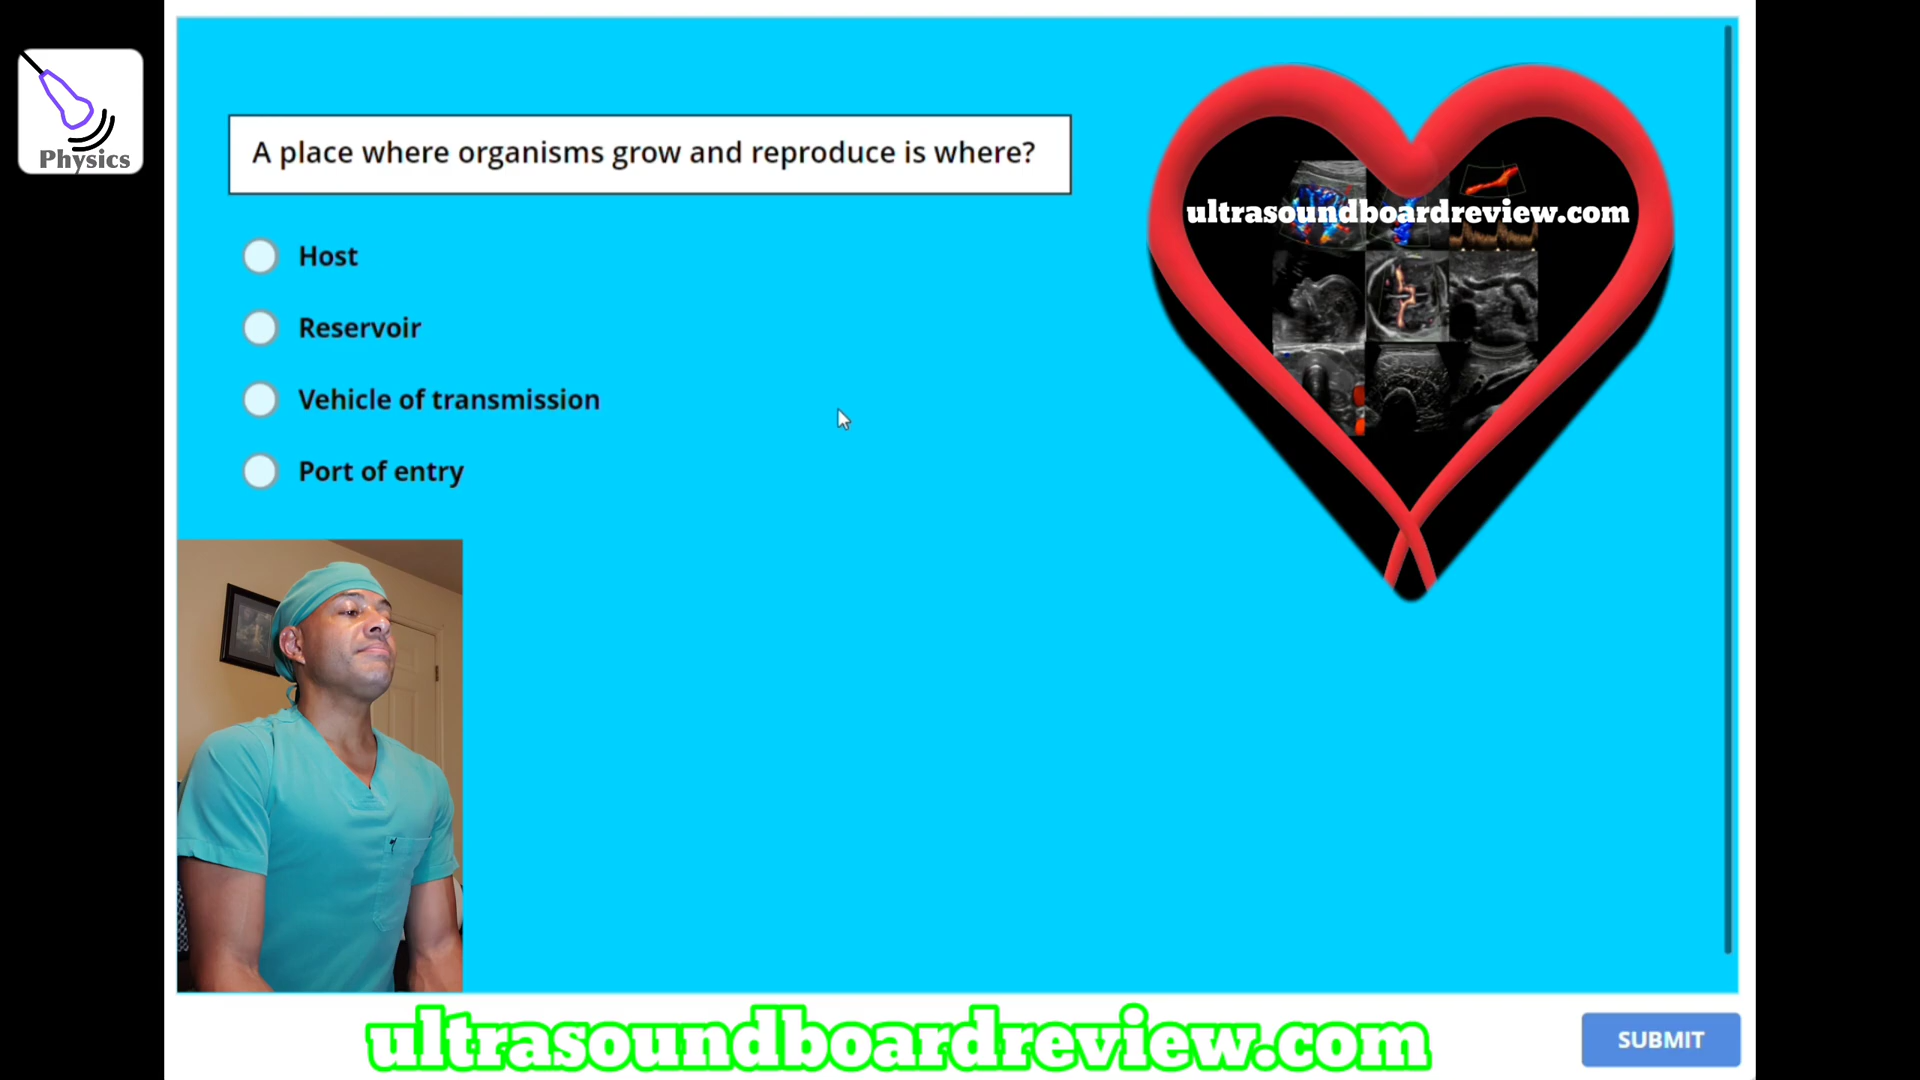 Physics
A place where organisms grow and reproduce is where?
ultrasoundboardreview.com
Host
Reservoir
Vehicle of transmission
Port of entry
ultrasoundboardreview.com
SUBMIT